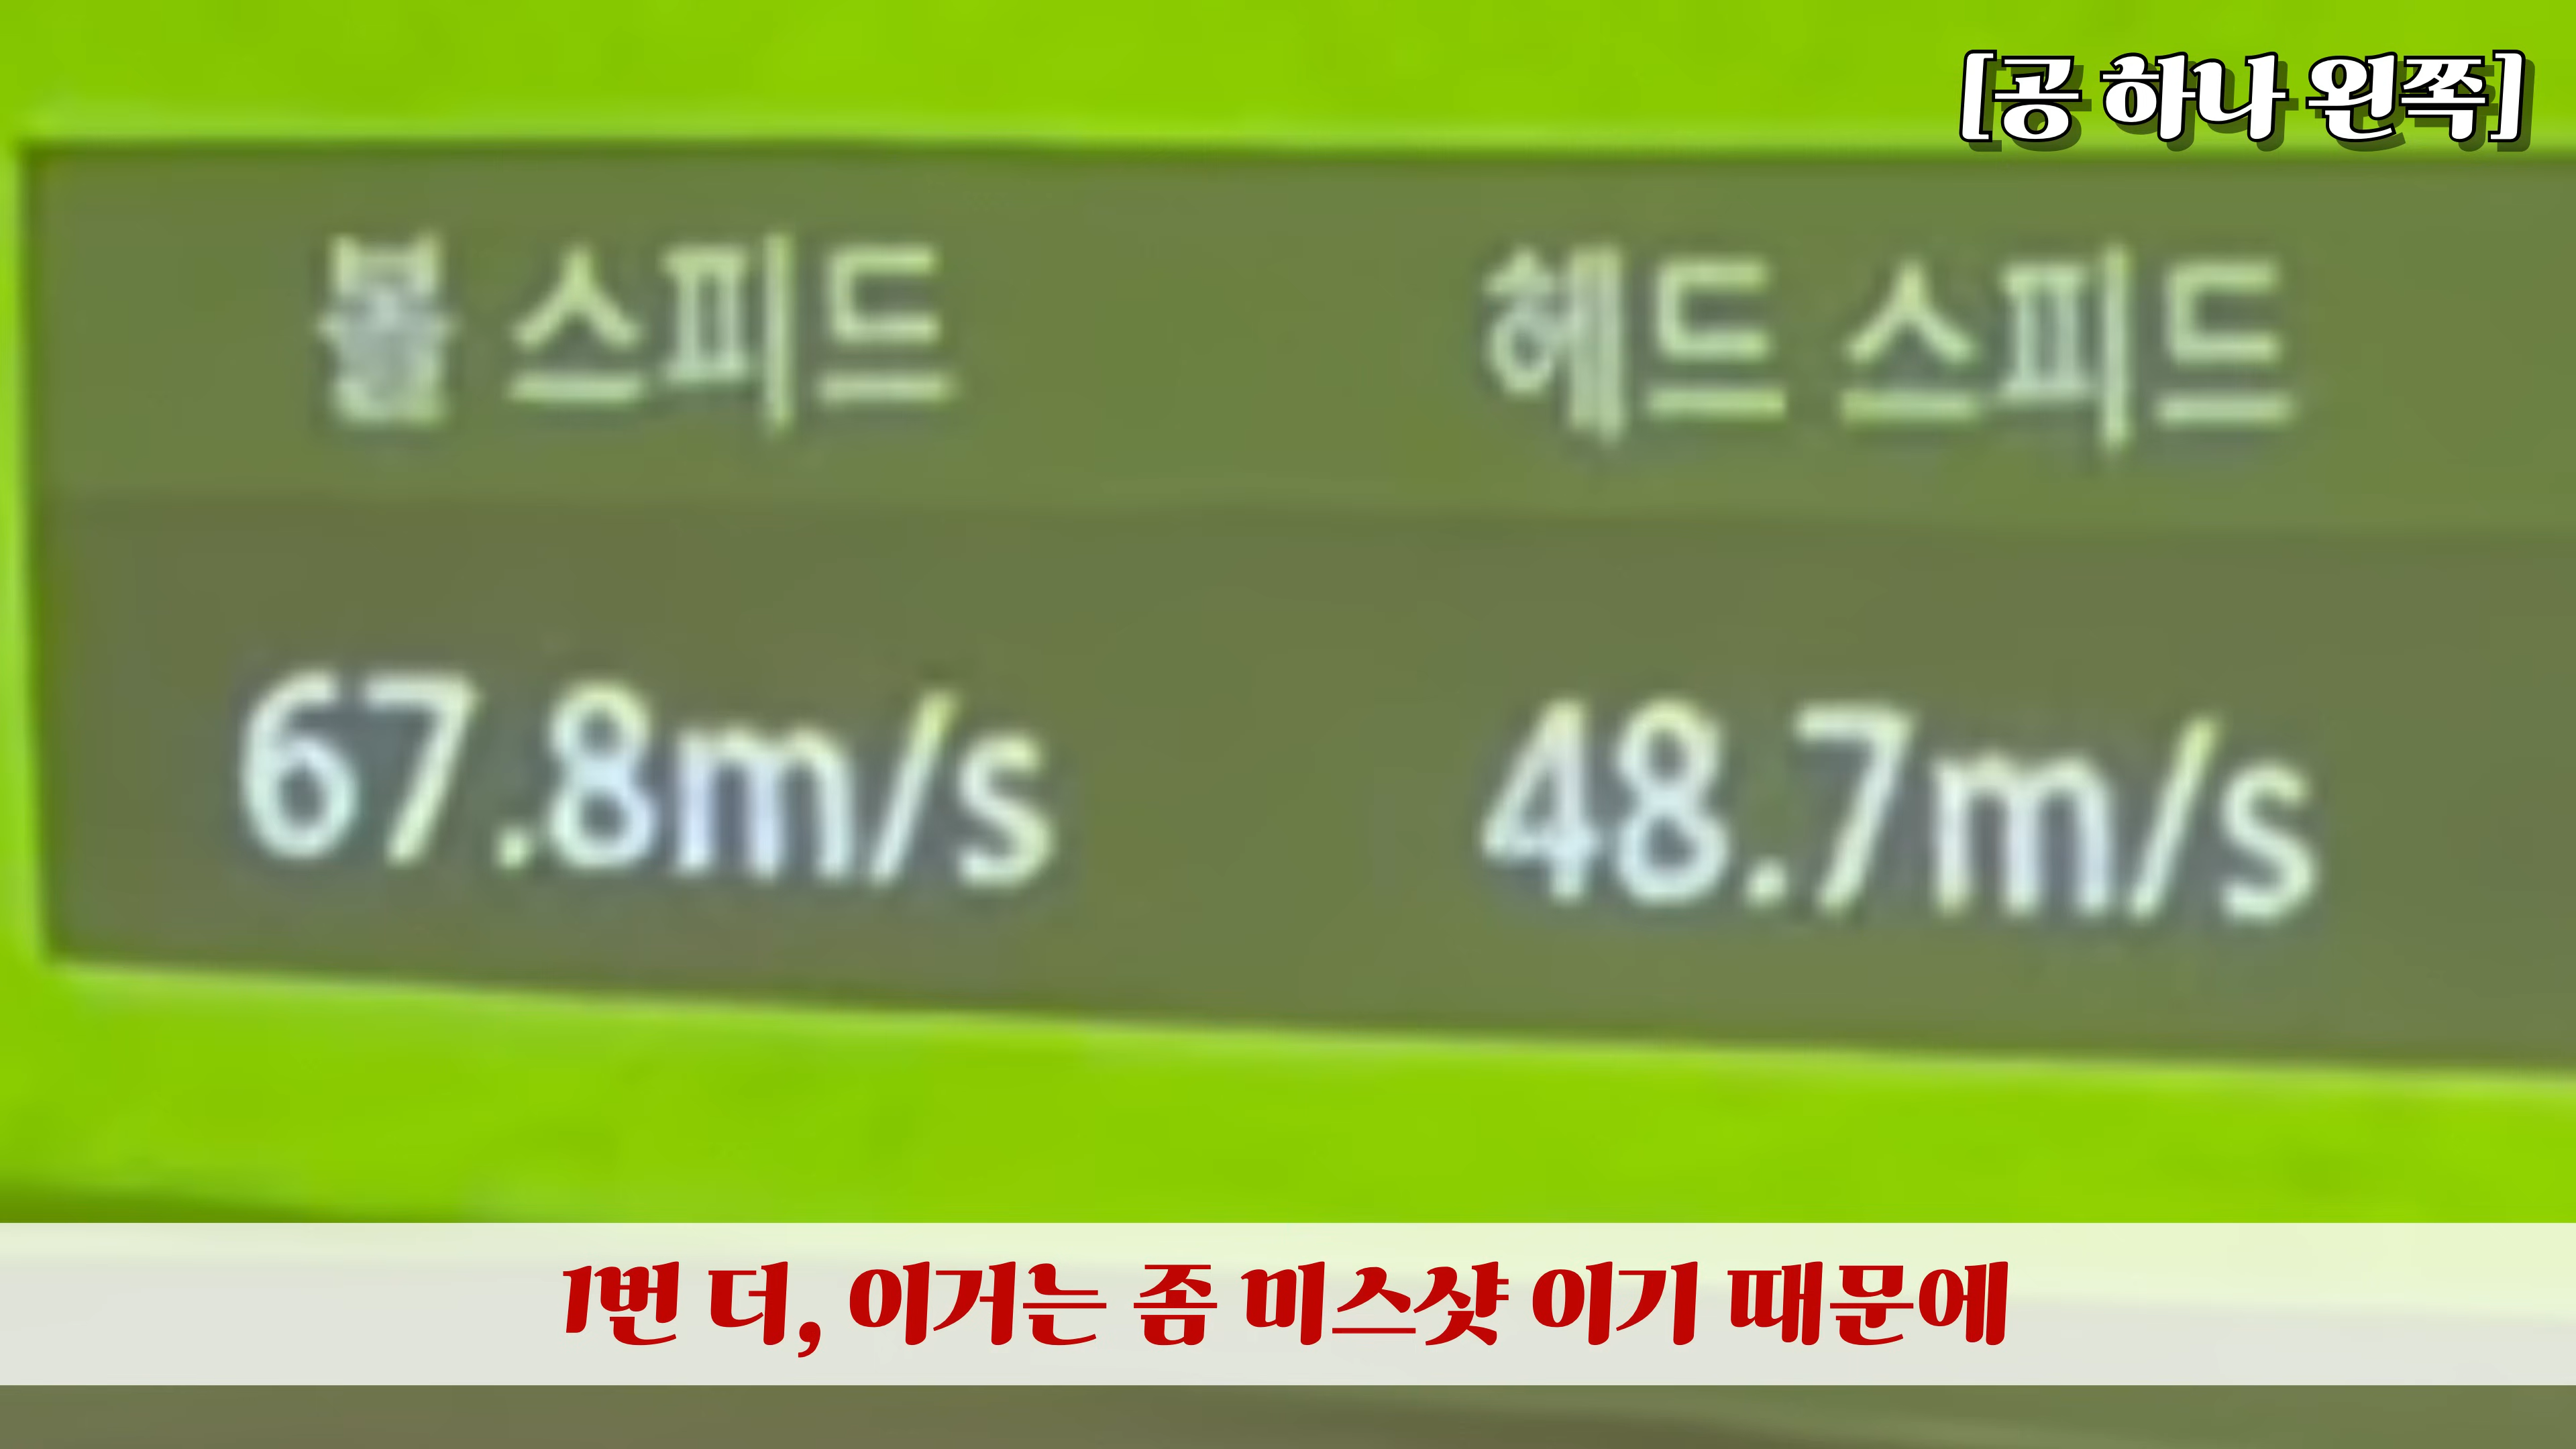 [공 하나 왼쪽]
볼 스피드 헤드 스피드
67.8m/s 48.7m/s
1번 더, 이거는 좀 미스샷 이기 때문에